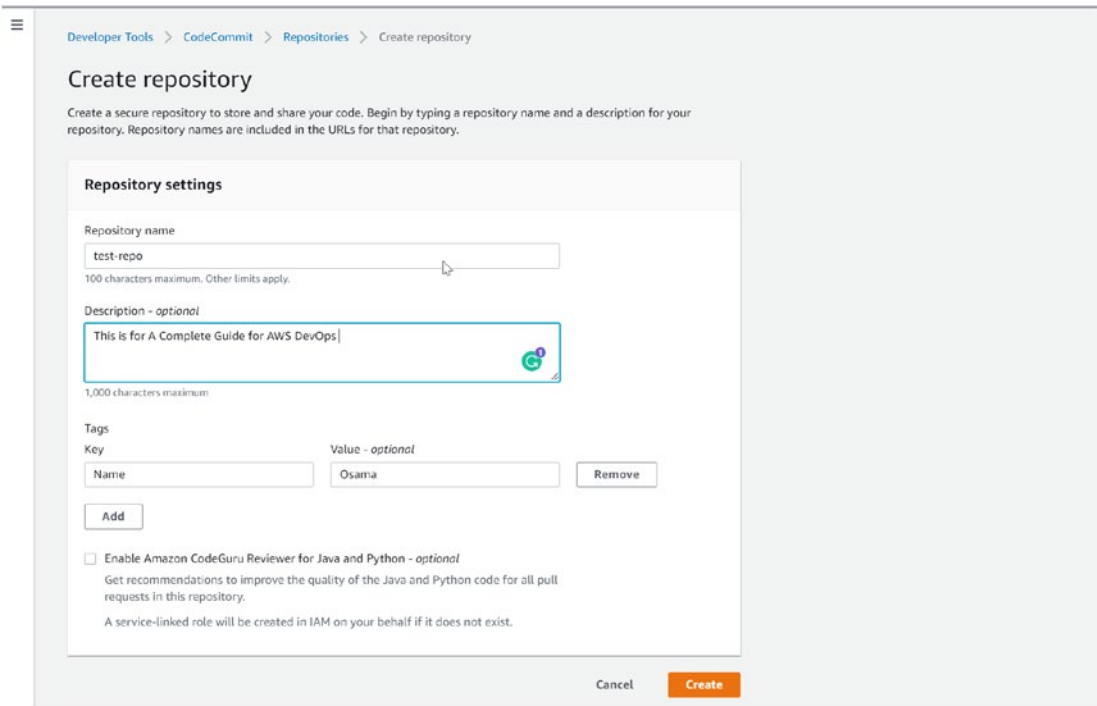 Developer Tools > CodeCommit > Repositories > Create repository
Create repository
Create a secure repository to store and share your code. Begin by typing a repository name and a description for your
repository. Repository names are included in the URLs for that repository.
Repository settings
Repository name
test-repo
100 characters maximum. Other limits apply.
Description - optional
This is for A Complete Guide for AWS DevOps
1
1,000 characters maximum
Tags
Key
Value - optional
Name
Osama
Remove
Add
Enable Amazon CodeGuru Reviewer for Java and Python - optional
Get recommendations to improve the quality of the Java and Python code for all pull
requests in this repository.
A service-linked role will be created in IAM on your behalf if it does not exist.
Cancel
Create